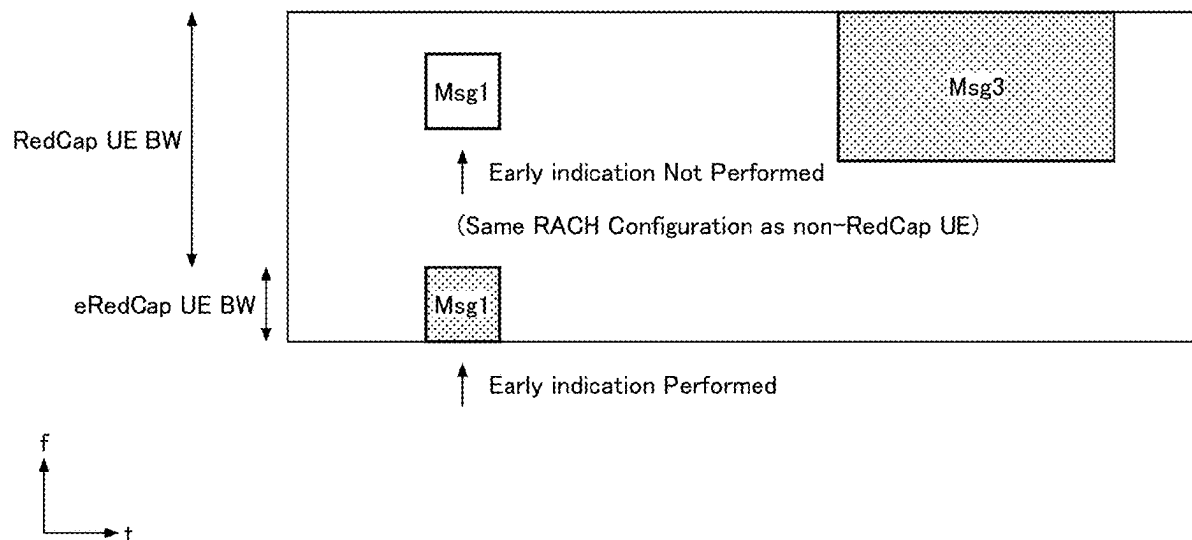 Msg1
Msg3
RedCap UE BW
Early indication Not Performed
(Same RACH Configuration as non-RedCap UE)
eRedCap UE BW
Msg1
Early indication Performed
f
t